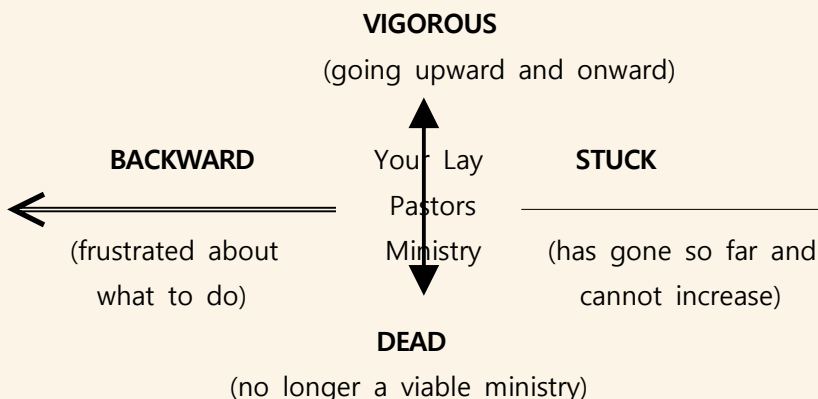 VIGOROUS
(going upward and onward)
BACKWARD
Your Lay
Pastors
Ministry
STUCK
(frustrated about
what to do)
(has gone so far and
cannot increase)
DEAD
(no longer a viable ministry)